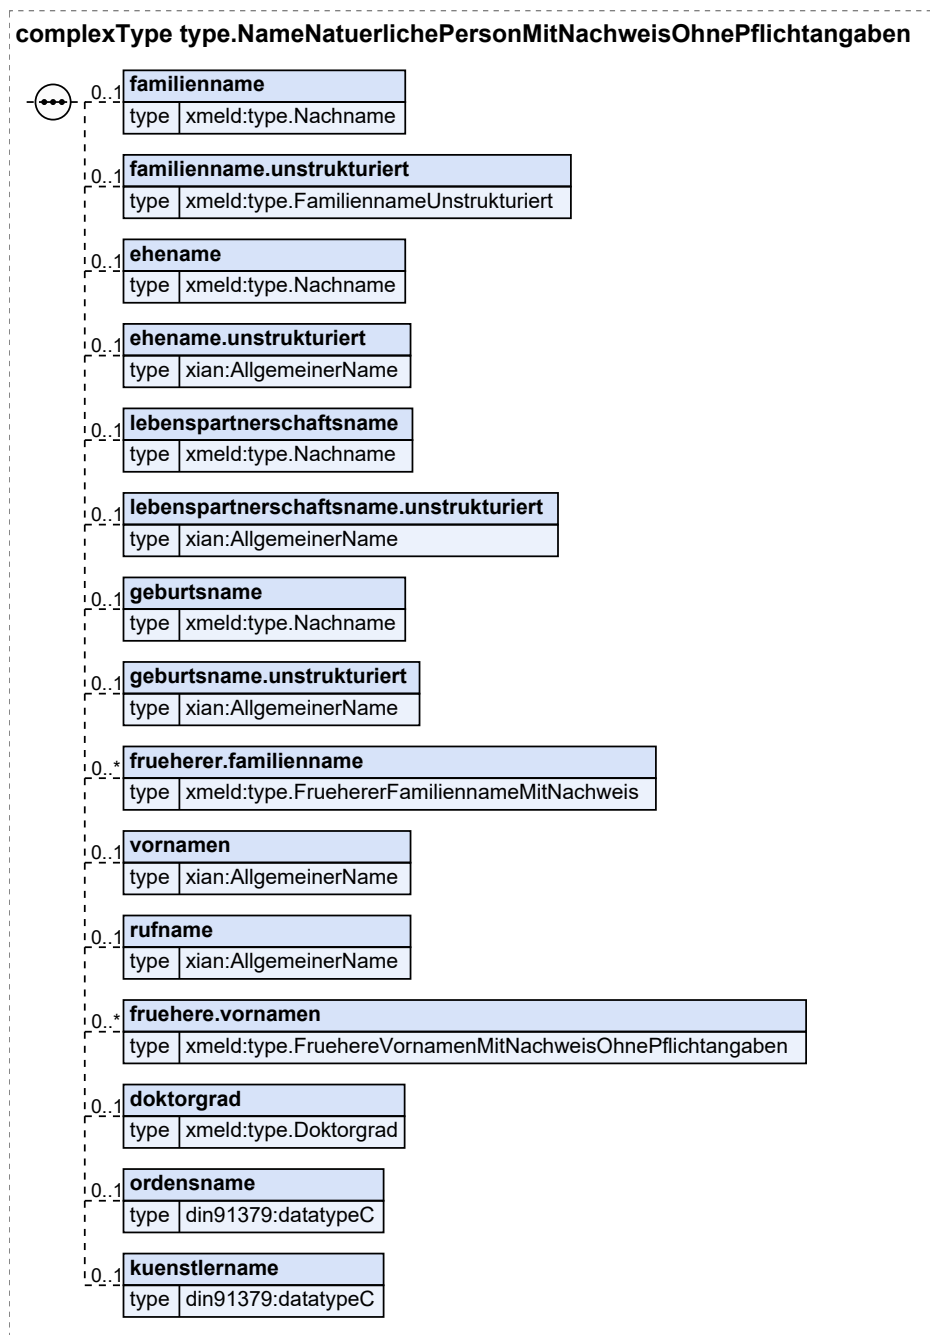 complexType type.NameNatuerlichePersonMitNachweisOhnePflichtangaben
0..1 familienname
type xmeld:type.Nachname
0..1 familienname.unstrukturiert
type xmeld:type.FamiliennameUnstrukturiert
0..1 ehename
type xmeld:type.Nachname
0..1 ehename.unstrukturiert
type xian:AllgemeinerName
0..1 lebenspartnerschaftsname
type xmeld:type.Nachname
0..1 lebenspartnerschaftsname.unstrukturiert
type xian:AllgemeinerName
0..1 geburtsname
type xmeld:type.Nachname
0..1 geburtsname.unstrukturiert
type xian:AllgemeinerName
0..* frueherer.familienname
type xmeld:type.FruehererFamiliennameMitNachweis
0..1 vornamen
type xian:AllgemeinerName
0..1 rufname
type xian:AllgemeinerName
0..* fruehere.vornamen
type xmeld:type.FruehereVornamenMitNachweisOhnePflichtangaben
0..1 doktorgrad
type xmeld:type.Doktorgrad
0..1 ordensname
type din91379:datatypeC
0..1 kuenstlername
type din91379:datatypeC